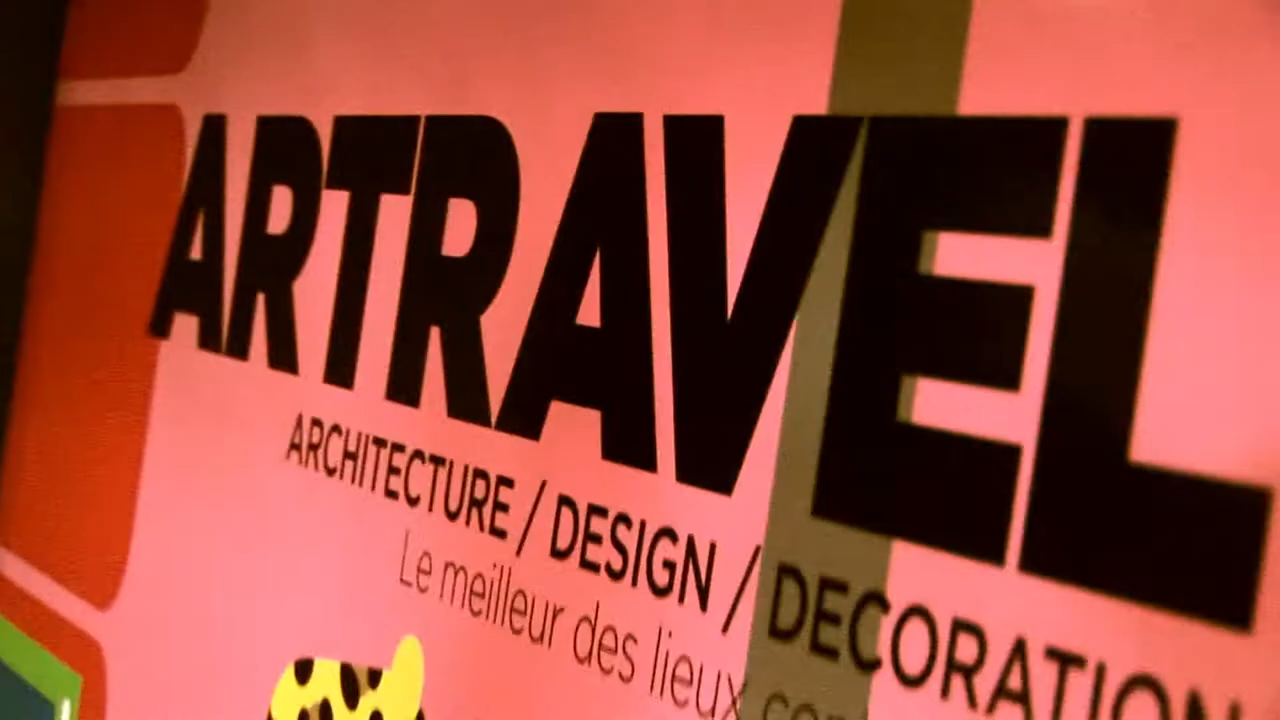 ARTRAVEL
ARCHITECTURE / DESIGN / DECORATION
Le meilleur des lieux